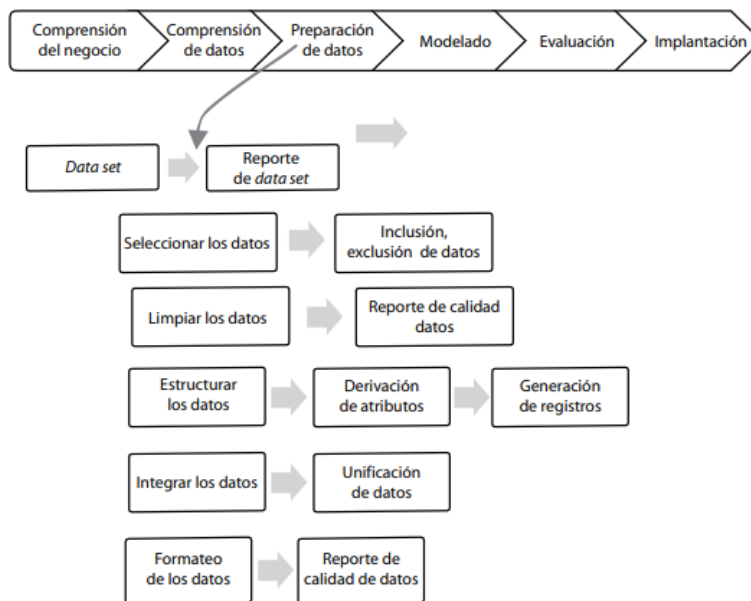 Comprensión
del negocio
Comprensión
de datos
Preparación
de datos
Modelado
Evaluación
Implantación
Data set
Reporte
de data set
Seleccionar los datos
Inclusión,
exclusión de datos
Limpiar los datos
Reporte de calidad
datos
Estructurar
los datos
Derivación
de atributos
Generación
de registros
Integrar los datos
Unificación
de datos
Formateo
de los datos
Reporte de
calidad de datos